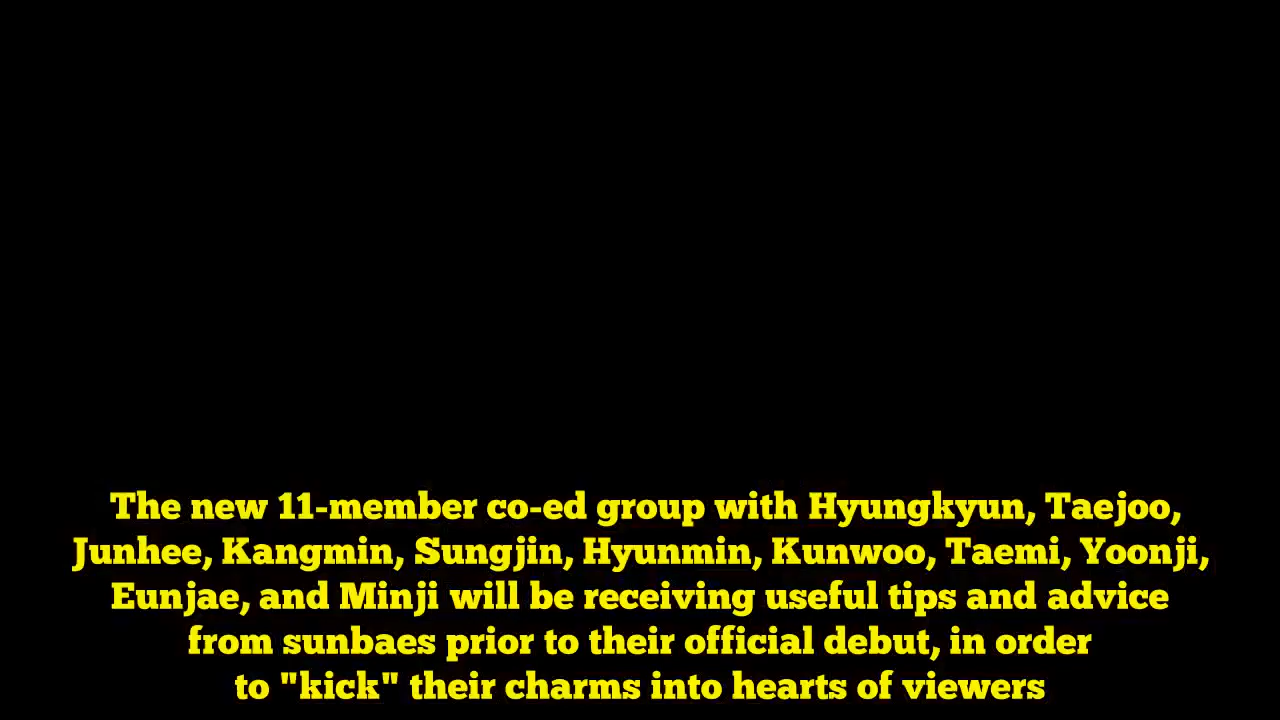 The new 11-member co-ed group with Hyungkyun, Taejoo,
Junhee, Kangmin, Sungjin, Hyunmin, Kunwoo, Taemi, Yoonji,
Eunjae, and Minji will be receiving useful tips and advice
from sunbaes prior to their official debut, in order
to "kick" their charms into hearts of viewers